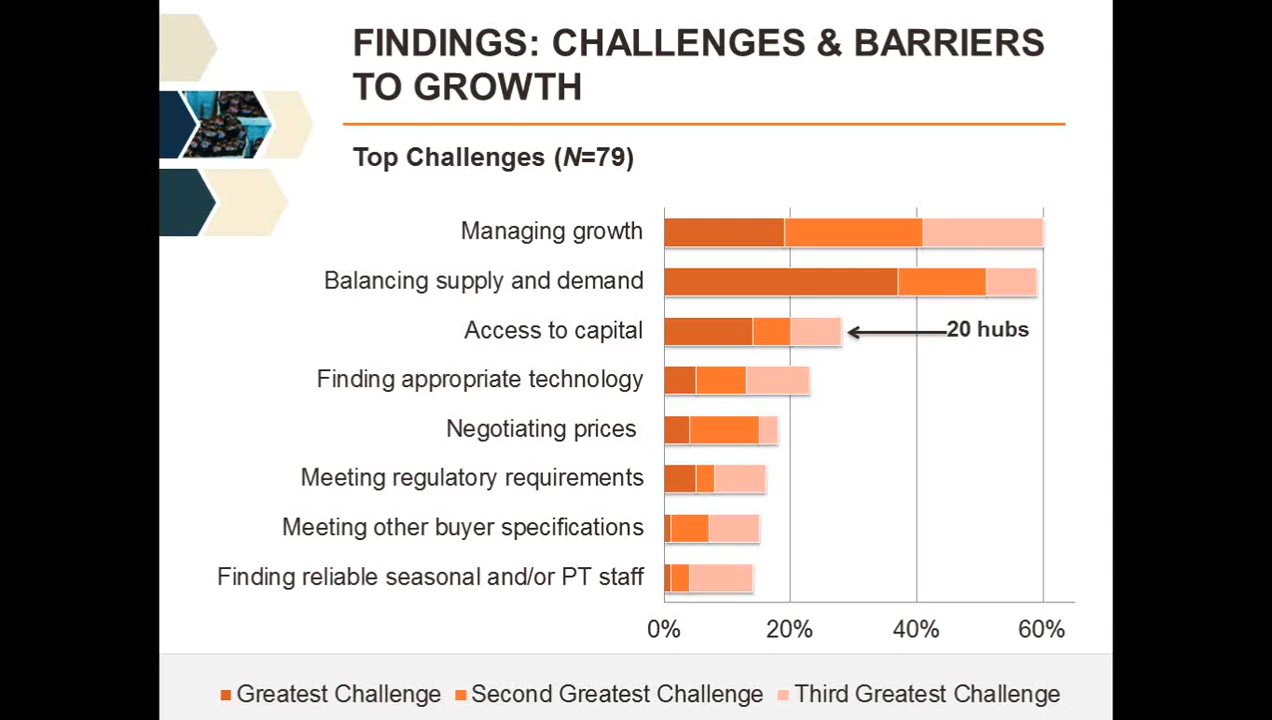 FINDINGS: CHALLENGES & BARRIERS
TO GROWTH
Top Challenges (N=79)
Managing growth
Balancing supply and demand
Access to capital
20 hubs
Finding appropriate technology
Negotiating prices
Meeting regulatory requirements
Meeting other buyer specifications
Finding reliable seasonal and/or PT staff
0% 20% 40% 60%
Greatest Challenge Second Greatest Challenge Third Greatest Challenge